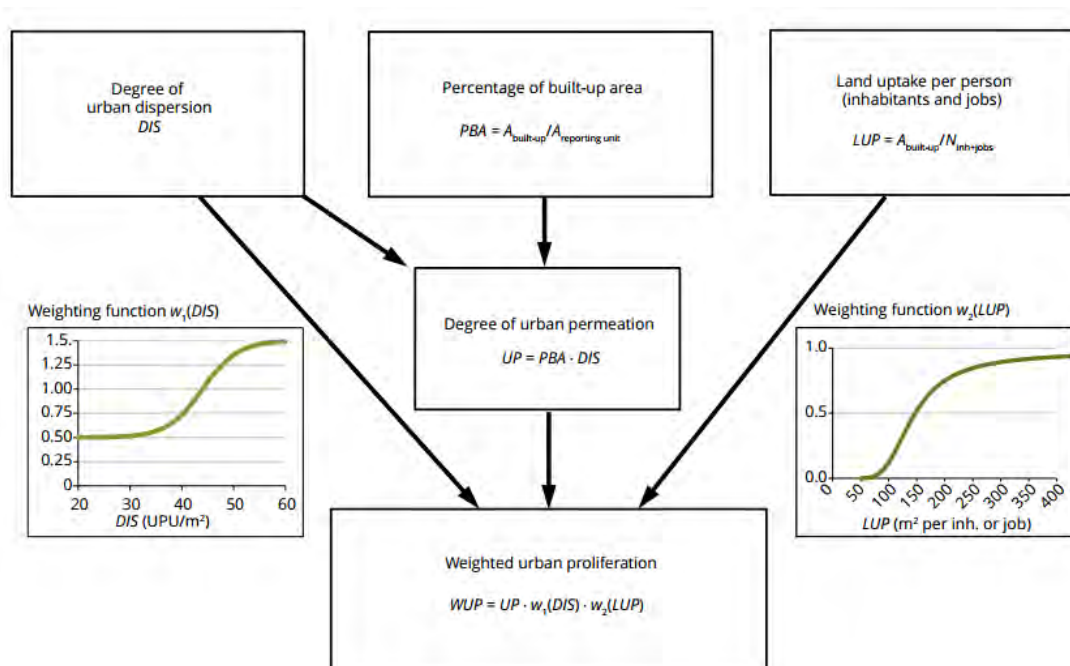 Degree of
urban dispersion
DIS
Percentage of built-up area
PBA = A built-up/A reporting unit
Land uptake per person
(inhabitants and jobs)
LUP = A built-up/N inh+jobs
Weighting function w₁(DIS)
1.5.
1.25
1.00
0.75
0.50
0.25
0
20 30 40 50 60
DIS (UPU/m²)
Degree of urban permeation
UP = PBA · DIS
Weighting function w₂(LUP)
1.0
0.5
0.0
0 50 100 150 200 250 300 350 400
LUP (m² per inh. or job)
Weighted urban proliferation
WUP = UP · w₁(DIS) · w₂(LUP)